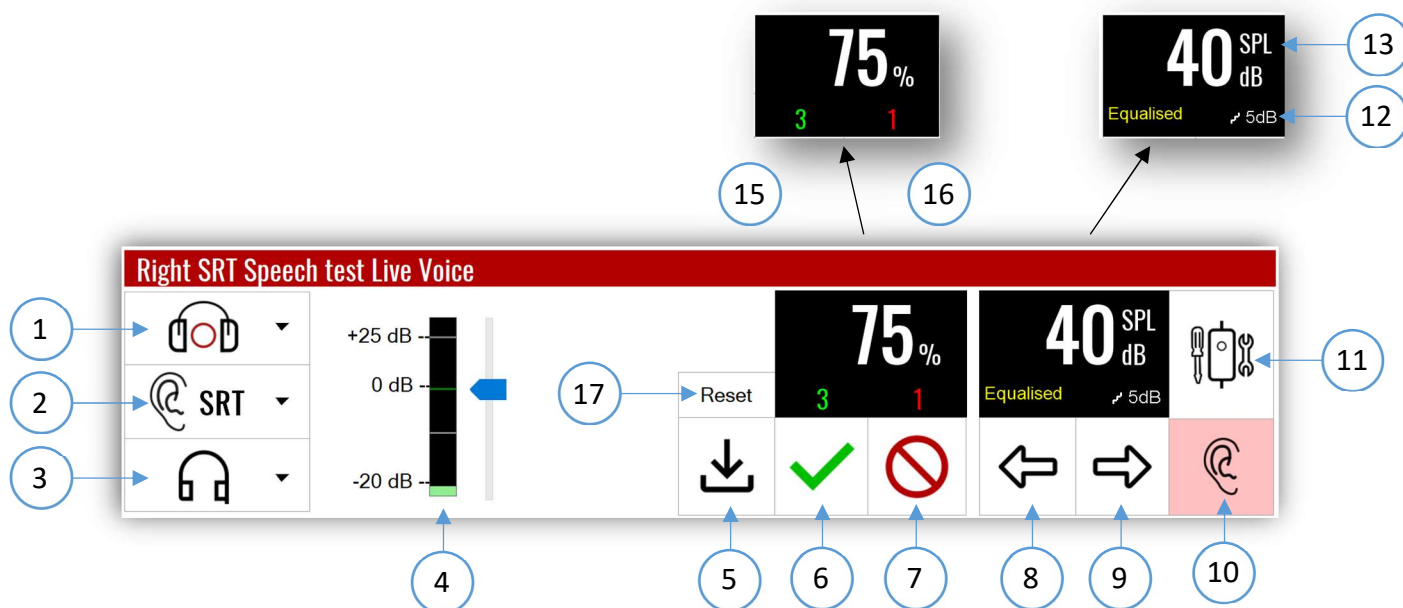 75 %
3 1
40 SPL dB
Equalised 5dB
13
12
15
16
Right SRT Speech test Live Voice
1
2
SRT
3
+25 dB
0 dB
-20 dB
17
Reset
75 %
3 1
40 SPL dB
Equalised 5dB
11
4
5
6
7
8
9
10